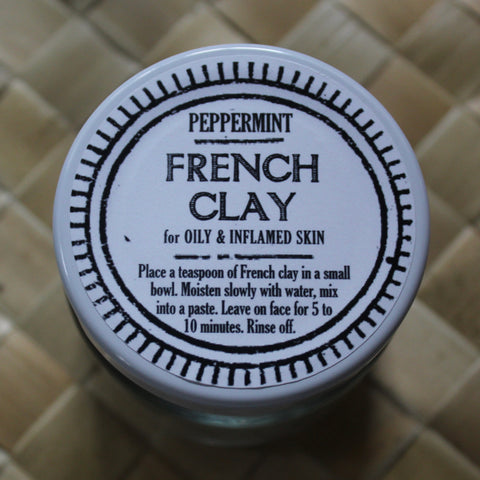 PEPPERMINT
FRENCH
CLAY
for OILY & INFLAMED SKIN
Place a teaspoon of French clay in a small
bowl. Moisten slowly with water, mix
into a paste. Leave on face for 5 to
10 minutes. Rinse off.